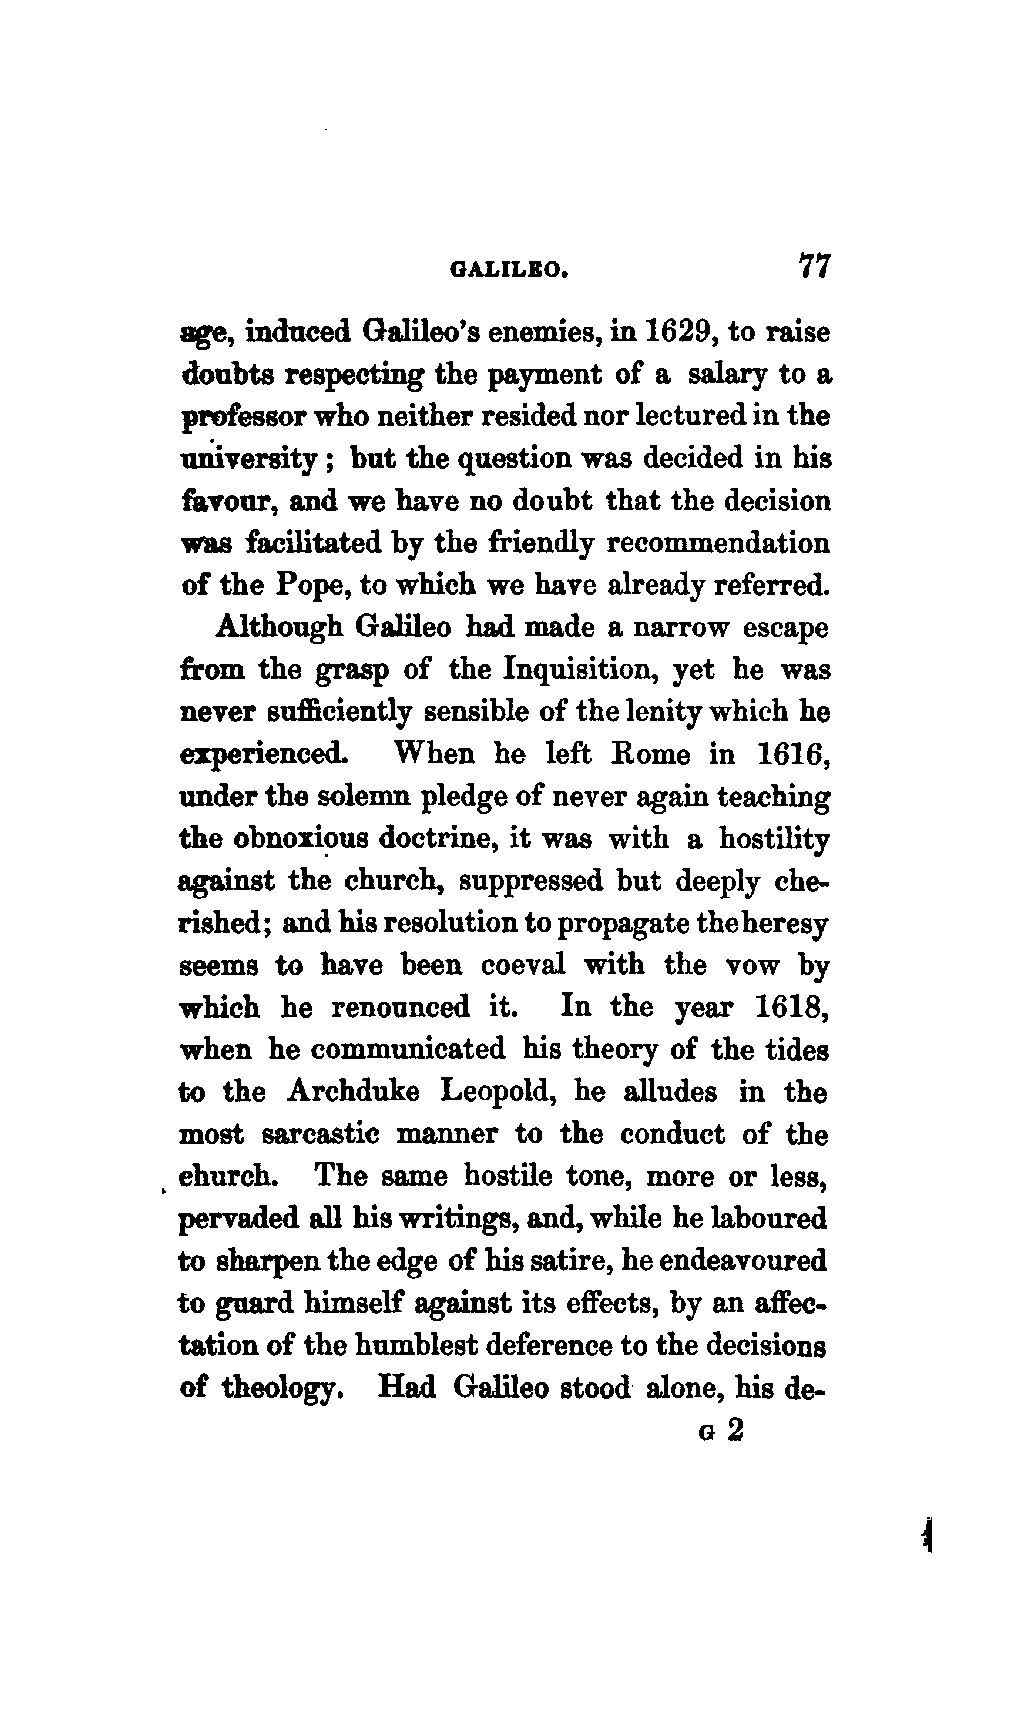 GALILEO. 77
age, induced Galileo's enemies, in 1629, to raise
doubts respecting the payment of a salary to a
professor who neither resided nor lectured in the
university ; but the question was decided in his
favour, and we have no doubt that the decision
was facilitated by the friendly recommendation
of the Pope, to which we have already referred.
Although Galileo had made a narrow escape
from the grasp of the Inquisition, yet he was
never sufficiently sensible of the lenity which he
experienced. When he left Rome in 1616,
under the solemn pledge of never again teaching
the obnoxious doctrine, it was with a hostility
against the church, suppressed but deeply che-
rished; and his resolution to propagate the heresy
seems to have been coeval with the vow by
which he renounced it. In the year 1618,
when he communicated his theory of the tides
to the Archduke Leopold, he alludes in the
most sarcastic manner to the conduct of the
church. The same hostile tone, more or less,
pervaded all his writings, and, while he laboured
to sharpen the edge of his satire, he endeavoured
to guard himself against its effects, by an affec-
tation of the humblest deference to the decisions
of theology. Had Galileo stood alone, his de-
G 2